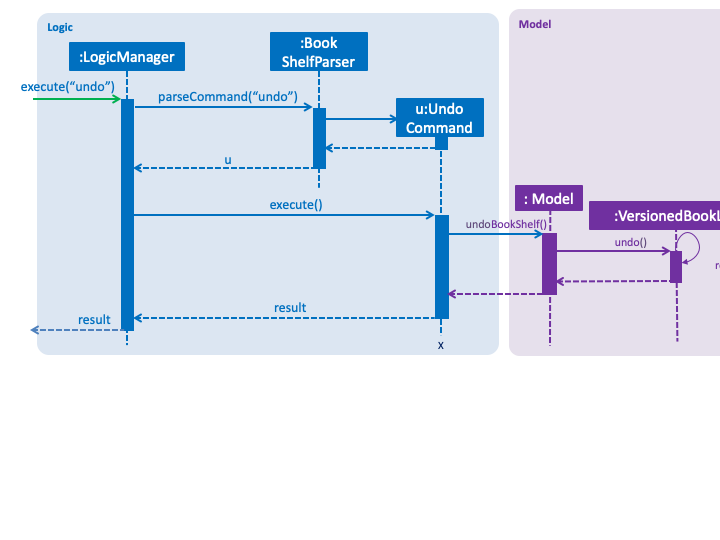 Logic
Model
:LogicManager
:Book
ShelfParser
execute(“undo”)
parseCommand(“undo”)
u:Undo
Command
u
: Model
execute()
:VersionedBookL
undoBookShelf()
undo()
result
result
x